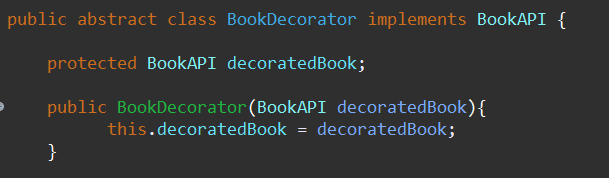 public abstract class BookDecorator implements BookAPI {
protected BookAPI decoratedBook;
public BookDecorator(BookAPI decoratedBook){
this.decoratedBook = decoratedBook;
}